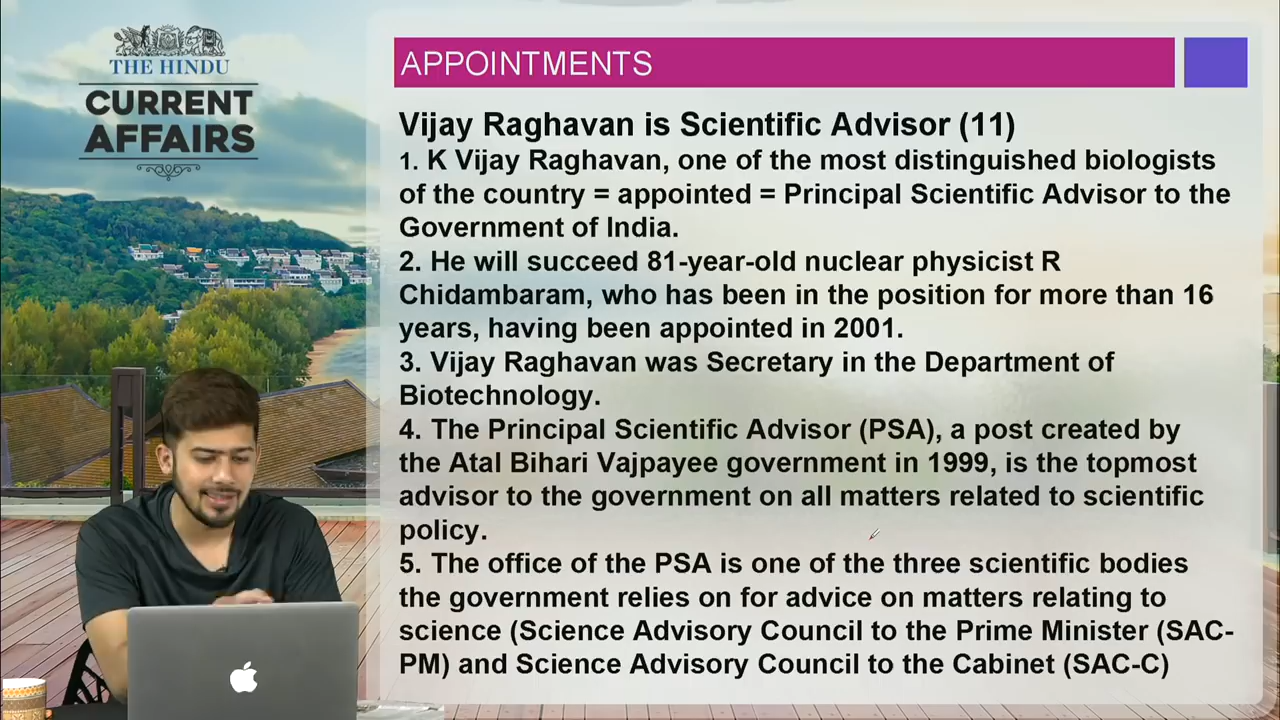 THE HINDU
CURRENT
AFFAIRS
APPOINTMENTS
Vijay Raghavan is Scientific Advisor (11)
1. K Vijay Raghavan, one of the most distinguished biologists
of the country = appointed = Principal Scientific Advisor to the
Government of India.
2. He will succeed 81-year-old nuclear physicist R
Chidambaram, who has been in the position for more than 16
years, having been appointed in 2001.
3. Vijay Raghavan was Secretary in the Department of
Biotechnology.
4. The Principal Scientific Advisor (PSA), a post created by
the Atal Bihari Vajpayee government in 1999, is the topmost
advisor to the government on all matters related to scientific
policy.
5. The office of the PSA is one of the three scientific bodies
the government relies on for advice on matters relating to
science (Science Advisory Council to the Prime Minister (SAC-
PM) and Science Advisory Council to the Cabinet (SAC-C)